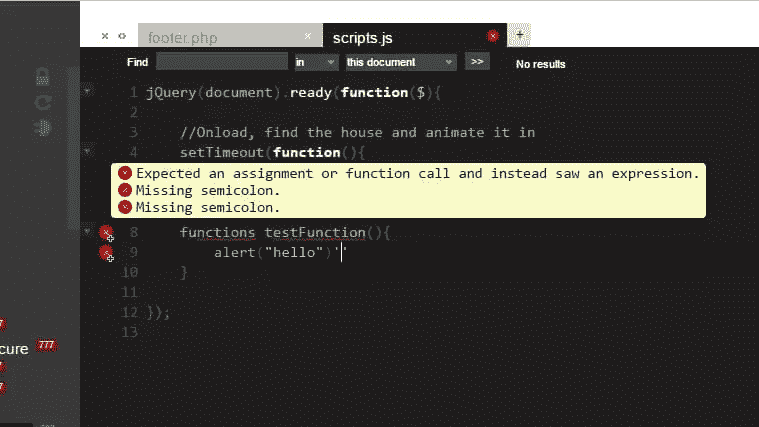 footer.php
scripts.js
Find in this document >> No results
1 jQuery(document).ready(function($){
2
3 //Onload, find the house and animate it in
4 setTimeout(function(){
Expected an assignment or function call and instead saw an expression.
Missing semicolon.
Missing semicolon.
8 functions testFunction(){
9 alert("hello")''
10 }
11
12 });
13
cure 777